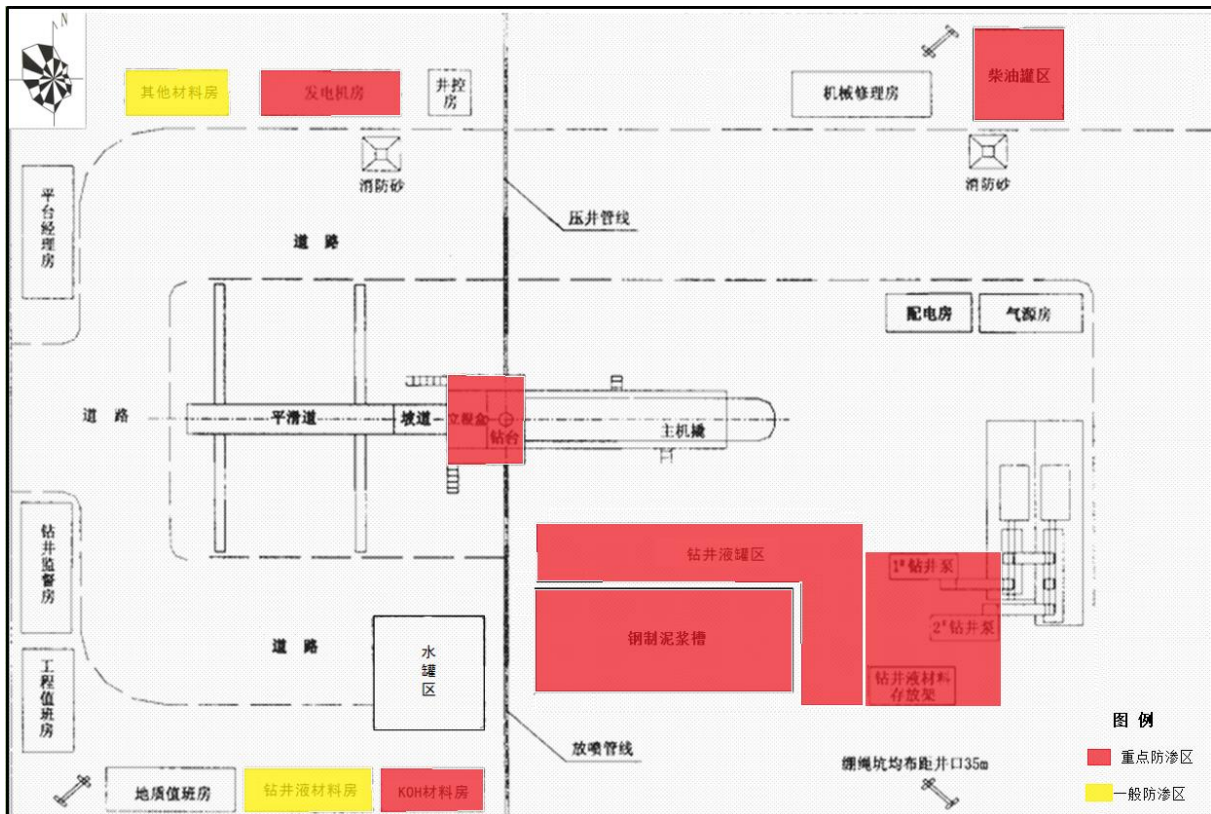 N
其他材料房
发电机房
井控
房
机械修理房
柴油罐区
消防砂
消防砂
平台经理房
压井管线
道 路
配电房
气源房
道 路
平滑道
坡道
立根盒
钻台
主机撬
钻井监督房
钻井液罐区
1#钻井泵
2#钻井泵
钢制泥浆槽
道 路
水罐区
工程值班房
钻井液材料
存放架
放喷管线
图 例
重点防渗区
一般防渗区
绷绳坑均布距井口35m
地质值班房
钻井液材料房
KOH材料房